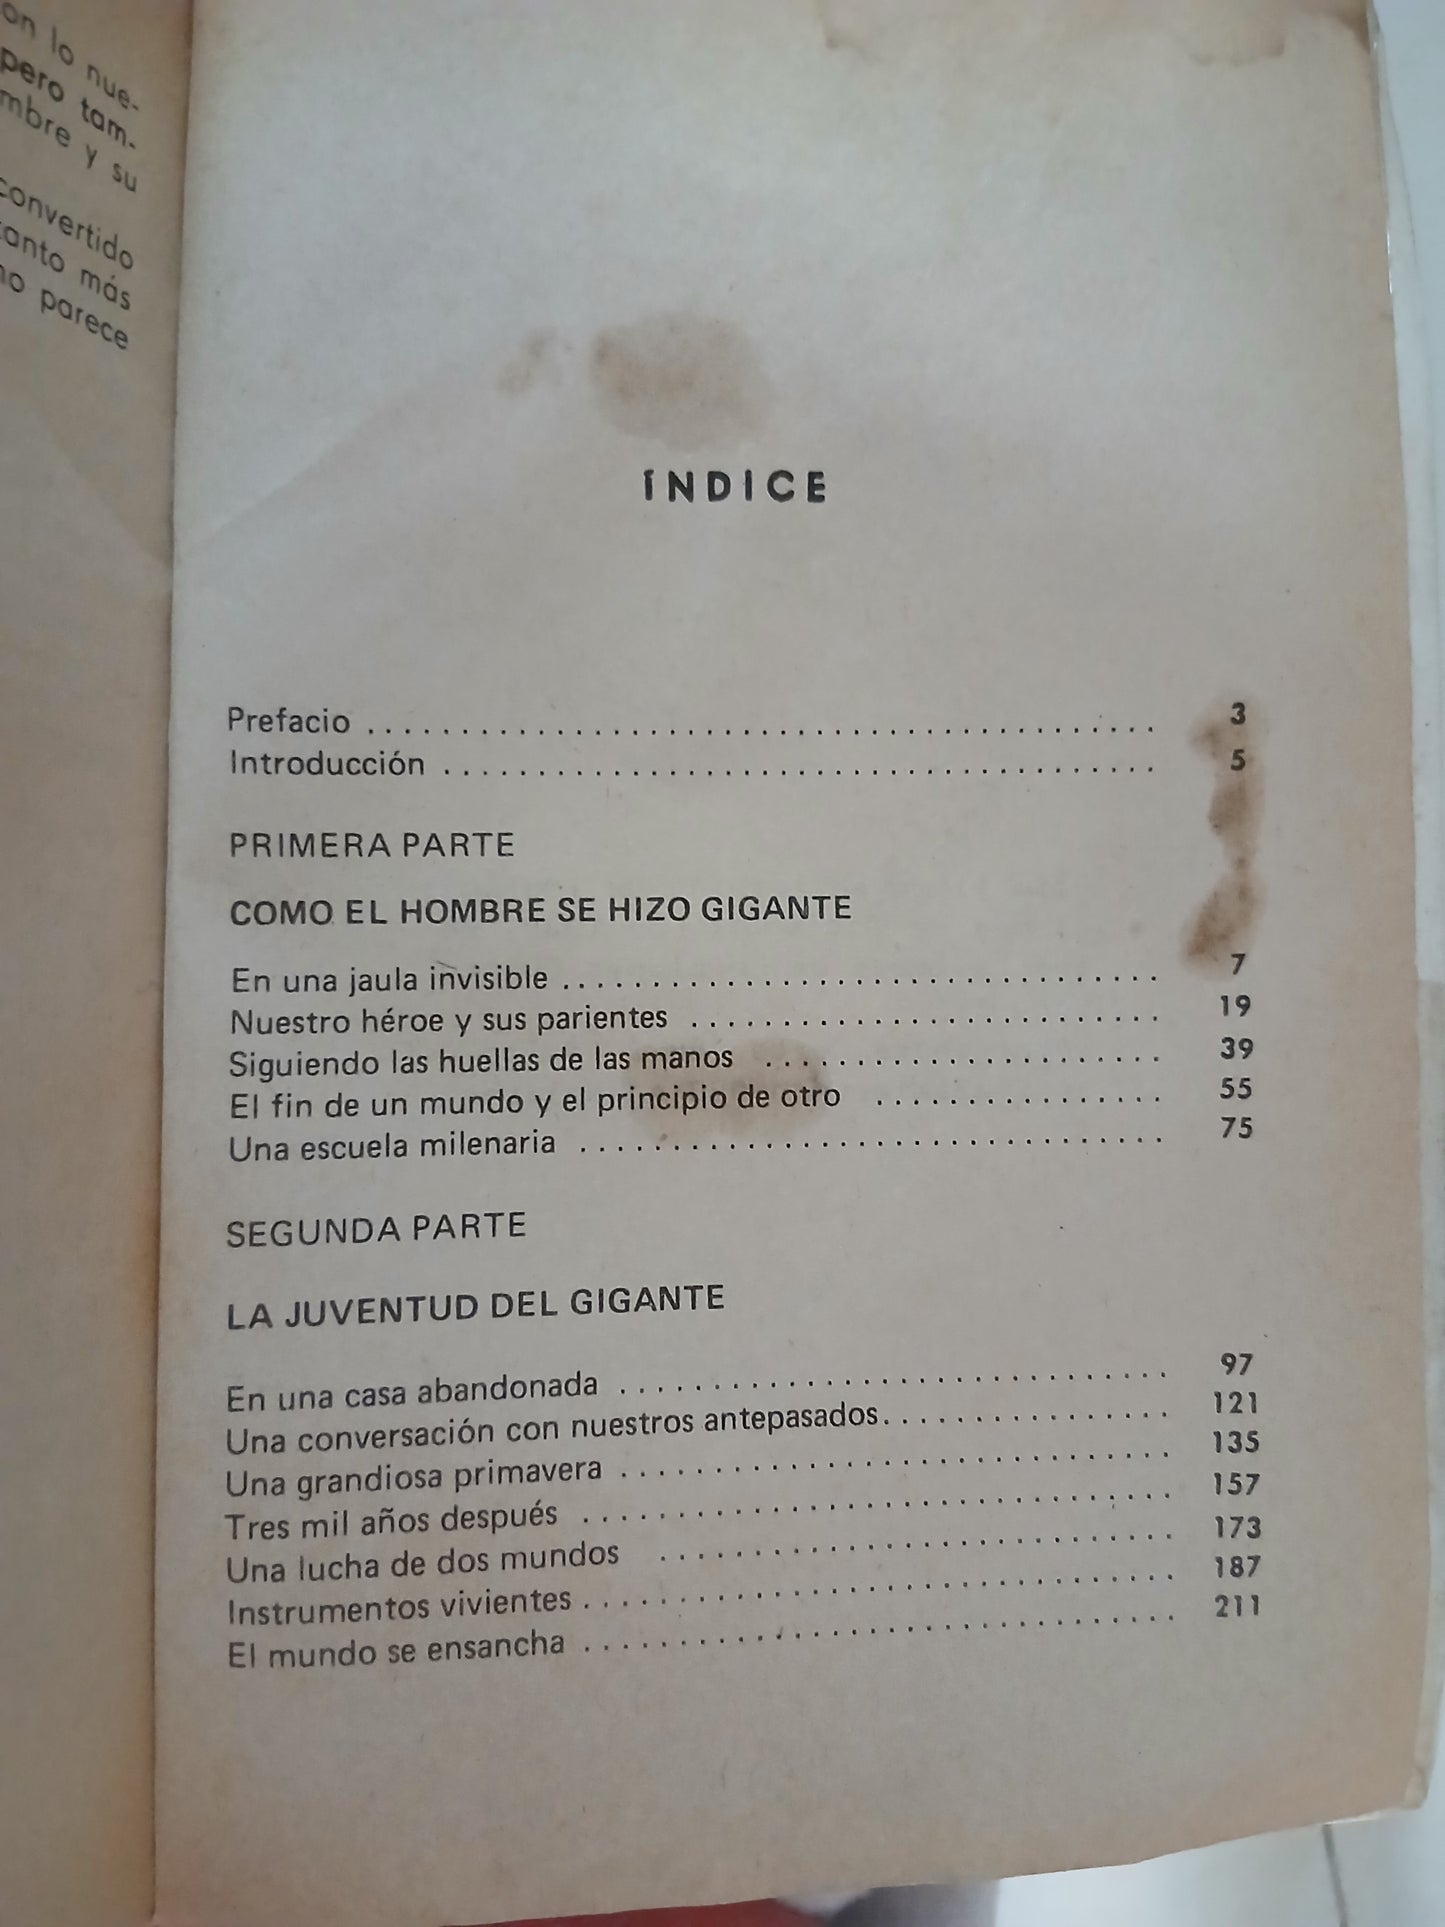 on lo nue-
pero tam-
mbre y su
convertido
tanto más
no parece
ÍNDICE
Prefacio . . . . . . . . . . . . . . . . . . . . . . . . . . . . . . . . . . . . . . . . . . 3
Introducción . . . . . . . . . . . . . . . . . . . . . . . . . . . . . . . . . . . . . . 5
PRIMERA PARTE
COMO EL HOMBRE SE HIZO GIGANTE
En una jaula invisible . . . . . . . . . . . . . . . . . . . . . . . . . . . . . . . . 7
Nuestro héroe y sus parientes . . . . . . . . . . . . . . . . . . . . . . . . . . 19
Siguiendo las huellas de las manos . . . . . . . . . . . . . . . . . . . . . . 39
El fin de un mundo y el principio de otro . . . . . . . . . . . . . . . . 55
Una escuela milenaria . . . . . . . . . . . . . . . . . . . . . . . . . . . . . . . . 75
SEGUNDA PARTE
LA JUVENTUD DEL GIGANTE
En una casa abandonada . . . . . . . . . . . . . . . . . . . . . . . . . . . . . . 97
Una conversación con nuestros antepasados. . . . . . . . . . . . . . . . 121
Una grandiosa primavera . . . . . . . . . . . . . . . . . . . . . . . . . . . . . . 135
Tres mil años después . . . . . . . . . . . . . . . . . . . . . . . . . . . . . . . . 157
Una lucha de dos mundos . . . . . . . . . . . . . . . . . . . . . . . . . . . . 173
Instrumentos vivientes . . . . . . . . . . . . . . . . . . . . . . . . . . . . . . . . 187
El mundo se ensancha . . . . . . . . . . . . . . . . . . . . . . . . . . . . . . . . 211